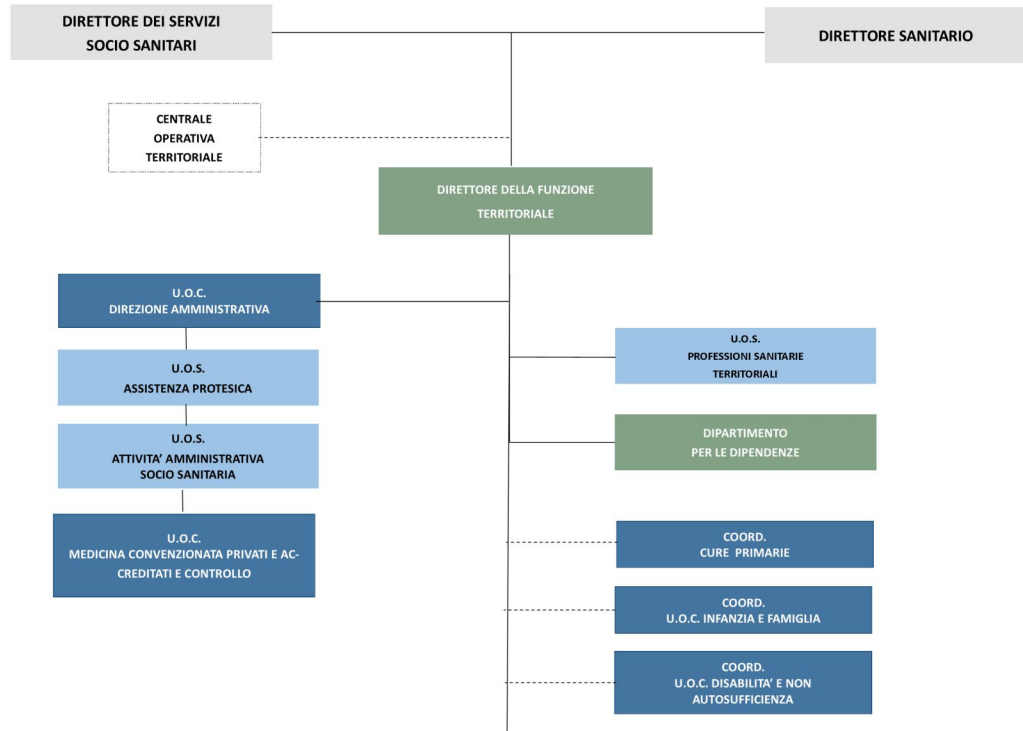 DIRETTORE DEI SERVIZI
SOCIO SANITARI
DIRETTORE SANITARIO
CENTRALE
OPERATIVA
TERRITORIALE
DIRETTORE DELLA FUNZIONE
TERRITORIALE
U.O.C.
DIREZIONE AMMINISTRATIVA
U.O.S.
ASSISTENZA PROTESICA
U.O.S.
ATTIVITA’ AMMINISTRATIVA
SOCIO SANITARIA
U.O.C.
MEDICINA CONVENZIONATA PRIVATI E AC-
CREDITATI E CONTROLLO
U.O.S.
PROFESSIONI SANITARIE
TERRITORIALI
DIPARTIMENTO
PER LE DIPENDENZE
COORD.
CURE PRIMARIE
COORD.
U.O.C. INFANZIA E FAMIGLIA
COORD.
U.O.C. DISABILITA’ E NON
AUTOSUFFICIENZA